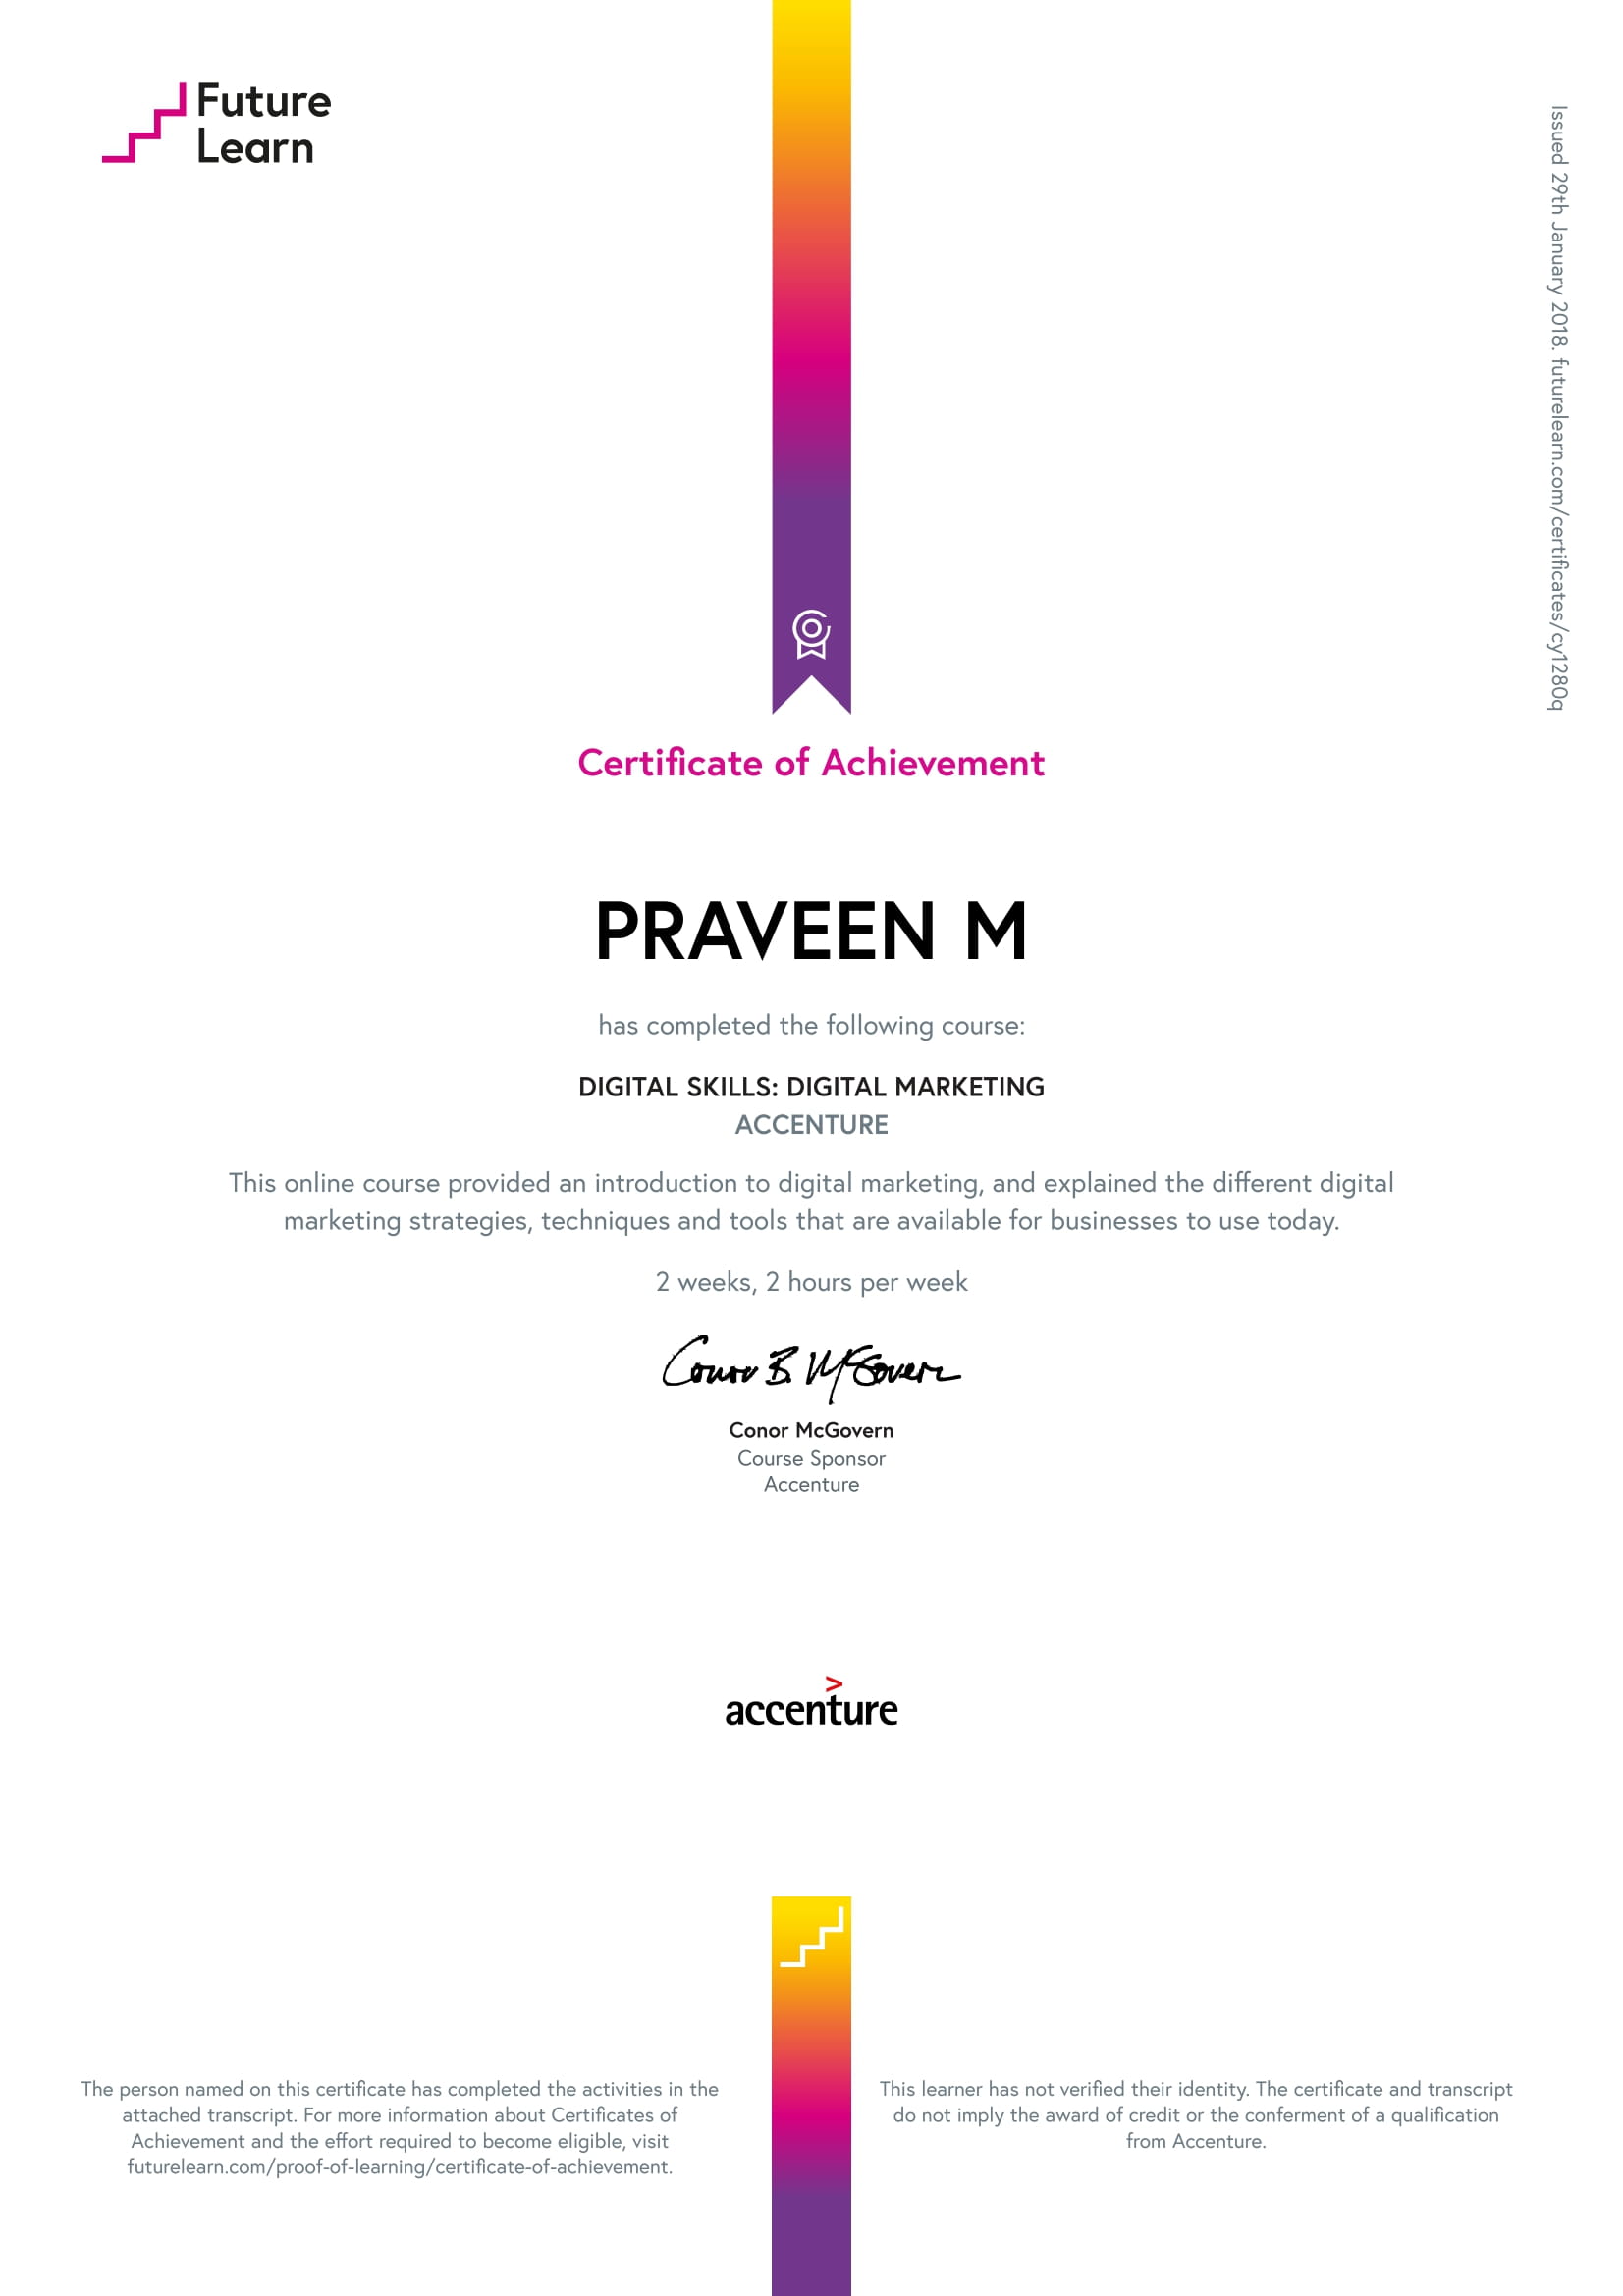 Future
Learn
Issued 29th January 2018. futurelearn.com/certificates/cy1280q
Certificate of Achievement
PRAVEEN M
has completed the following course:
DIGITAL SKILLS: DIGITAL MARKETING
ACCENTURE
This online course provided an introduction to digital marketing, and explained the different digital
marketing strategies, techniques and tools that are available for businesses to use today.
2 weeks, 2 hours per week
Conor B. McGovern
Conor McGovern
Course Sponsor
Accenture
accenture
The person named on this certificate has completed the activities in the
attached transcript. For more information about Certificates of
Achievement and the effort required to become eligible, visit
futurelearn.com/proof-of-learning/certificate-of-achievement.
This learner has not verified their identity. The certificate and transcript
do not imply the award of credit or the conferment of a qualification
from Accenture.